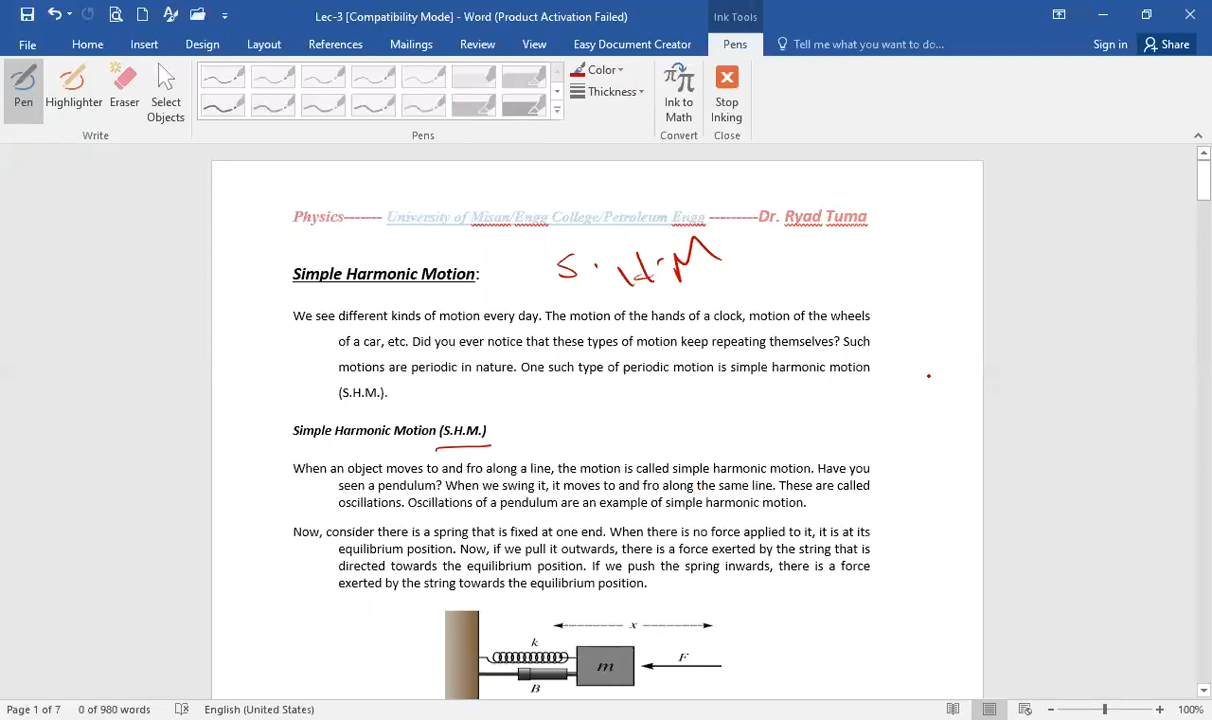 Lec-3 [Compatibility Mode] - Word (Product Activation Failed)
Ink Tools
File Home Insert Design Layout References Mailings Review View Easy Document Creator Pens Tell me what you want to do... Sign in Share
Pen Highlighter Eraser Select Objects Color Thickness Ink to Math Stop Inking
Write Pens Convert Close
Physics------- University of Misan/Engg College/Petroleum Engg ---------Dr. Ryad Tuma
S. H.M
Simple Harmonic Motion:
We see different kinds of motion every day. The motion of the hands of a clock, motion of the wheels
of a car, etc. Did you ever notice that these types of motion keep repeating themselves? Such
motions are periodic in nature. One such type of periodic motion is simple harmonic motion
(S.H.M.).
Simple Harmonic Motion (S.H.M.)
When an object moves to and fro along a line, the motion is called simple harmonic motion. Have you
seen a pendulum? When we swing it, it moves to and fro along the same line. These are called
oscillations. Oscillations of a pendulum are an example of simple harmonic motion.
Now, consider there is a spring that is fixed at one end. When there is no force applied to it, it is at its
equilibrium position. Now, if we pull it outwards, there is a force exerted by the string that is
directed towards the equilibrium position. If we push the spring inwards, there is a force
exerted by the string towards the equilibrium position.
x
k
m
F
B
Page 1 of 7 0 of 980 words English (United States) 100%